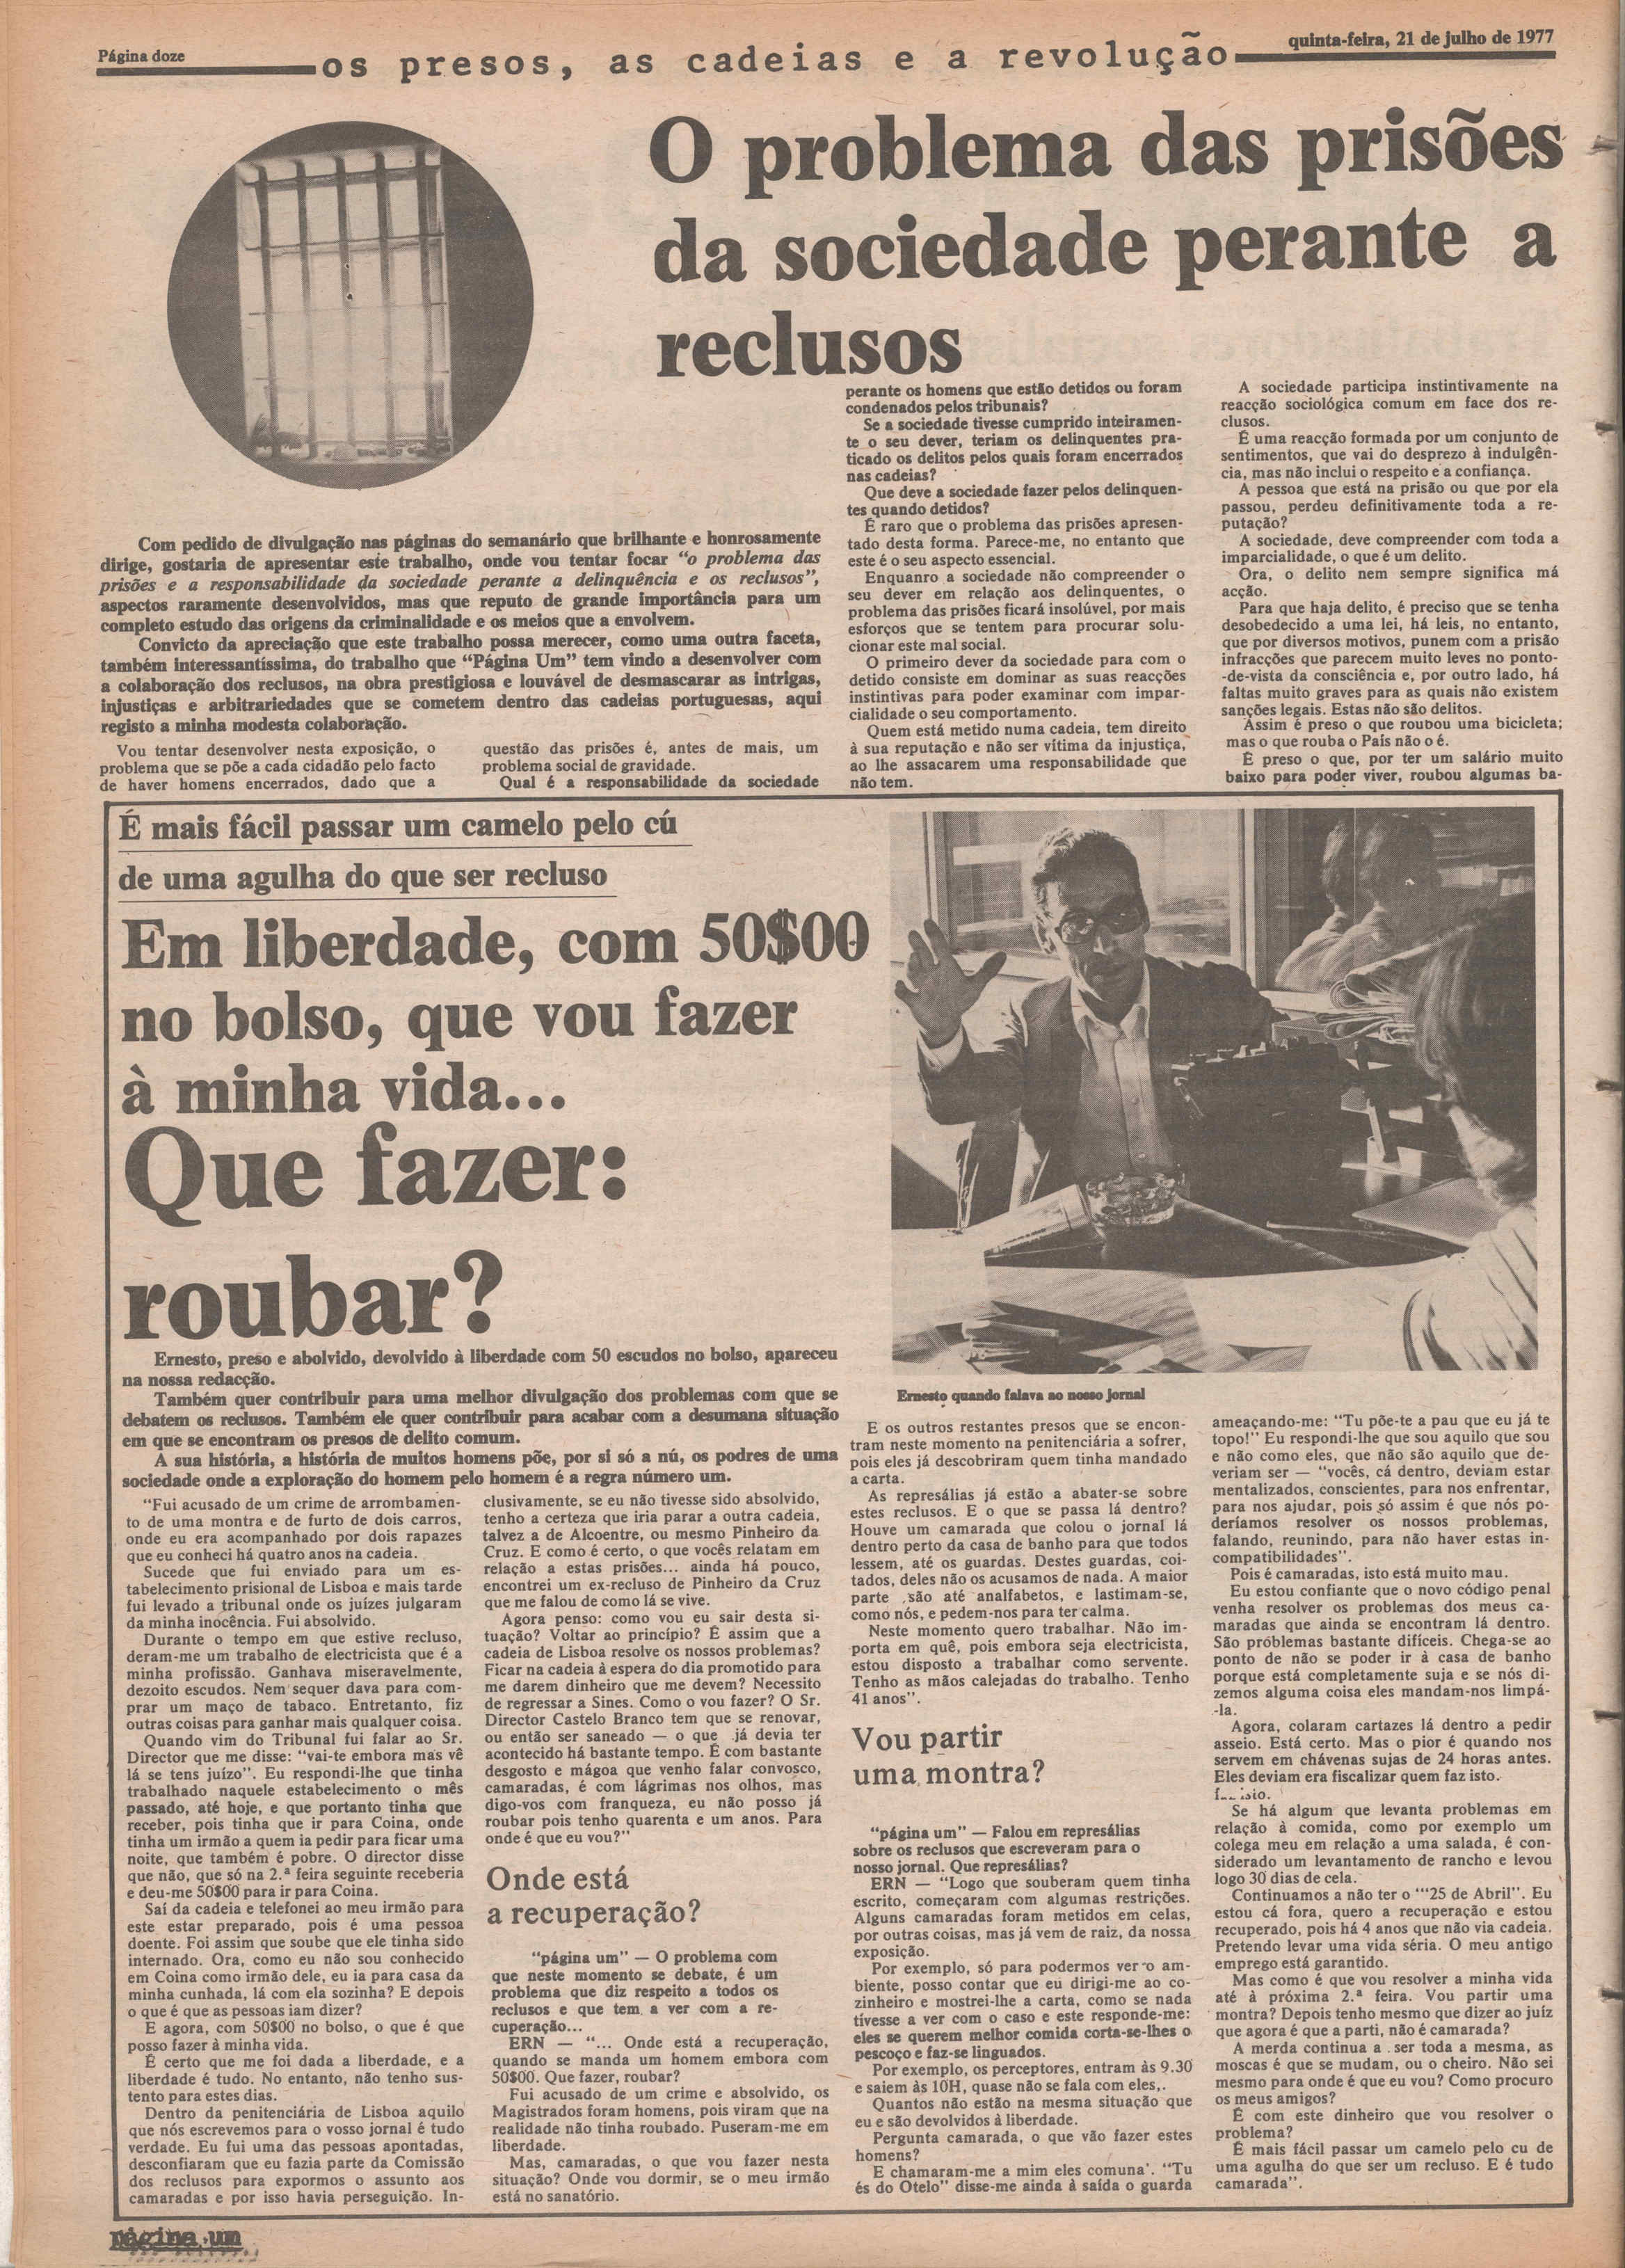 Página doze
os presos, as cadeias e a revolução
quinta-feira, 21 de julho de 1977
O problema das prisões
da sociedade perante a
reclusos
Com pedido de divulgação nas páginas do semanário que brilhante e honrosamente
dirige, gostaria de apresentar este trabalho, onde vou tentar focar “o problema das
prisões e a responsabilidade da sociedade perante a delinquência e os reclusos”,
aspectos raramente desenvolvidos, mas que reputo de grande importância para um
completo estudo das origens da criminalidade e os meios que a envolvem.
Convicto da apreciação que este trabalho possa merecer, como uma outra faceta,
também interessantíssima, do trabalho que “Página Um” tem vindo a desenvolver com
a colaboração dos reclusos, na obra prestigiosa e louvável de desmascarar as intrigas,
injustiças e arbitrariedades que se cometem dentro das cadeias portuguesas, aqui
registo a minha modesta colaboração.
Vou tentar desenvolver nesta exposição, o
problema que se põe a cada cidadão pelo facto
de haver homens encerrados, dado que a
questão das prisões é, antes de mais, um
problema social de gravidade.
Qual é a responsabilidade da sociedade
perante os homens que estão detidos ou foram
condenados pelos tribunais?
Se a sociedade tivesse cumprido inteiramen-
te o seu dever, teriam os delinquentes pra-
ticado os delitos pelos quais foram encerrados
nas cadeias?
Que deve a sociedade fazer pelos delinquen-
tes quando detidos?
É raro que o problema das prisões apresen-
tado desta forma. Parece-me, no entanto que
este é o seu aspecto essencial.
Enquanro a sociedade não compreender o
seu dever em relação aos delinquentes, o
problema das prisões ficará insolúvel, por mais
esforços que se tentem para procurar solu-
cionar este mal social.
O primeiro dever da sociedade para com o
detido consiste em dominar as suas reacções
instintivas para poder examinar com impar-
cialidade o seu comportamento.
Quem está metido numa cadeia, tem direito
à sua reputação e não ser vítima da injustiça,
ao lhe assacarem uma responsabilidade que
não tem.
A sociedade participa instintivamente na
reacção sociológica comum em face dos re-
clusos.
É uma reacção formada por um conjunto de
sentimentos, que vai do desprezo à indulgên-
cia, mas não inclui o respeito e a confiança.
A pessoa que está na prisão ou que por ela
passou, perdeu definitivamente toda a re-
putação?
A sociedade, deve compreender com toda a
imparcialidade, o que é um delito.
Ora, o delito nem sempre significa má
acção.
Para que haja delito, é preciso que se tenha
desobedecido a uma lei, há leis, no entanto,
que por diversos motivos, punem com a prisão
infracções que parecem muito leves no ponto-
-de-vista da consciência e, por outro lado, há
faltas muito graves para as quais não existem
sanções legais. Estas não são delitos.
Assim é preso o que roubou uma bicicleta;
mas o que rouba o País não o é.
É preso o que, por ter um salário muito
baixo para poder viver, roubou algumas ba-
É mais fácil passar um camelo pelo cú
de uma agulha do que ser recluso
Em liberdade, com 50$00
no bolso, que vou fazer
à minha vida...
Que fazer:
roubar?
Ernesto, preso e abolvido, devolvido à liberdade com 50 escudos no bolso, apareceu
na nossa redacção.
Também quer contribuir para uma melhor divulgação dos problemas com que se
debatem os reclusos. Também ele quer contribuir para acabar com a desumana situação
em que se encontram os presos de delito comum.
A sua história, a história de muitos homens põe, por si só a nú, os podres de uma
sociedade onde a exploração do homem pelo homem é a regra número um.
Ernesto quando falava ao nosso jornal
“Fui acusado de um crime de arrombamen-
to de uma montra e de furto de dois carros,
onde eu era acompanhado por dois rapazes
que eu conheci há quatro anos na cadeia.
Sucede que fui enviado para um es-
tabelecimento prisional de Lisboa e mais tarde
fui levado a tribunal onde os juízes julgaram
da minha inocência. Fui absolvido.
Durante o tempo em que estive recluso,
deram-me um trabalho de electricista que é a
minha profissão. Ganhava miseravelmente,
dezoito escudos. Nem sequer dava para com-
prar um maço de tabaco. Entretanto, fiz
outras coisas para ganhar mais qualquer coisa.
Quando vim do Tribunal fui falar ao Sr.
Director que me disse: “vai-te embora mas vê
lá se tens juízo”. Eu respondi-lhe que tinha
trabalhado naquele estabelecimento o mês
passado, até hoje, e que portanto tinha que
receber, pois tinha que ir para Coina, onde
tinha um irmão a quem ia pedir para ficar uma
noite, que também é pobre. O director disse
que não, que só na 2.ª feira seguinte receberia
e deu-me 50$00 para ir para Coina.
Saí da cadeia e telefonei ao meu irmão para
este estar preparado, pois é uma pessoa
doente. Foi assim que soube que ele tinha sido
internado. Ora, como eu não sou conhecido
em Coina como irmão dele, eu ia para casa da
minha cunhada, lá com ela sozinha? E depois
o que é que as pessoas iam dizer?
E agora, com 50$00 no bolso, o que é que
posso fazer à minha vida.
É certo que me foi dada a liberdade, e a
liberdade é tudo. No entanto, não tenho sus-
tento para estes dias.
Dentro da penitenciária de Lisboa aquilo
que nós escrevemos para o vosso jornal é tudo
verdade. Eu fui uma das pessoas apontadas,
desconfiaram que eu fazia parte da Comissão
dos reclusos para expormos o assunto aos
camaradas e por isso havia perseguição. In-
clusivamente, se eu não tivesse sido absolvido,
tenho a certeza que iria parar a outra cadeia,
talvez a de Alcoentre, ou mesmo Pinheiro da
Cruz. E como é certo, o que vocês relatam em
relação a estas prisões... ainda há pouco,
encontrei um ex-recluso de Pinheiro da Cruz
que me falou de como lá se vive.
Agora penso: como vou eu sair desta si-
tuação? Voltar ao princípio? É assim que a
cadeia de Lisboa resolve os nossos problemas?
Ficar na cadeia à espera do dia promotido para
me darem dinheiro que me devem? Necessito
de regressar a Sines. Como o vou fazer? O Sr.
Director Castelo Branco tem que se renovar,
ou então ser saneado — o que já devia ter
acontecido há bastante tempo. É com bastante
desgosto e mágoa que venho falar convosco,
camaradas, é com lágrimas nos olhos, mas
digo-vos com franqueza, eu não posso já
roubar pois tenho quarenta e um anos. Para
onde é que eu vou?”
Onde está
a recuperação?
“página um” — O problema com
que neste momento se debate, é um
problema que diz respeito a todos os
reclusos e que tem a ver com a re-
cuperação...
ERN — “... Onde está a recuperação,
quando se manda um homem embora com
50$00. Que fazer, roubar?
Fui acusado de um crime e absolvido, os
Magistrados foram homens, pois viram que na
realidade não tinha roubado. Puseram-me em
liberdade.
Mas, camaradas, o que vou fazer nesta
situação? Onde vou dormir, se o meu irmão
está no sanatório.
E os outros restantes presos que se encon-
tram neste momento na penitenciária a sofrer,
pois eles já descobriram quem tinha mandado
a carta.
As represálias já estão a abater-se sobre
estes reclusos. E o que se passa lá dentro?
Houve um camarada que colou o jornal lá
dentro perto da casa de banho para que todos
lessem, até os guardas. Destes guardas, coi-
tados, deles não os acusamos de nada. A maior
parte são até analfabetos, e lastimam-se,
como nós, e pedem-nos para ter calma.
Neste momento quero trabalhar. Não im-
porta em quê, pois embora seja electricista,
estou disposto a trabalhar como servente.
Tenho as mãos calejadas do trabalho. Tenho
41 anos”.
Vou partir
uma montra?
“página um” — Falou em represálias
sobre os reclusos que escreveram para o
nosso jornal. Que represálias?
ERN — “Logo que souberam quem tinha
escrito, começaram com algumas restrições.
Alguns camaradas foram metidos em celas,
por outras coisas, mas já vem de raiz, da nossa
exposição.
Por exemplo, só para podermos ver o am-
biente, posso contar que eu dirigi-me ao co-
zinheiro e mostrei-lhe a carta, como se nada
tívesse a ver com o caso e este responde-me:
eles se querem melhor comida corta-se-lhes o
pescoço e faz-se linguados.
Por exemplo, os perceptores, entram às 9.30
e saiem às 10H, quase não se fala com eles,.
Quantos não estão na mesma situação que
eu e são devolvidos à liberdade.
Pergunta camarada, o que vão fazer estes
homens?
E chamaram-me a mim eles comuna’. “Tu
és do Otelo” disse-me ainda à saída o guarda
ameaçando-me: “Tu põe-te a pau que eu já te
topo!” Eu respondi-lhe que sou aquilo que sou
e não como eles, que não são aquilo que de-
veriam ser — “vocês, cá dentro, deviam estar
mentalizados, conscientes, para nos enfrentar,
para nos ajudar, pois só assim é que nós po-
deríamos resolver os nossos problemas,
falando, reunindo, para não haver estas in-
compatibilidades”.
Pois é camaradas, isto está muito mau.
Eu estou confiante que o novo código penal
venha resolver os problemas dos meus ca-
maradas que ainda se encontram lá dentro.
São próblemas bastante difíceis. Chega-se ao
ponto de não se poder ir à casa de banho
porque está completamente suja e se nós di-
zemos alguma coisa eles mandam-nos limpá-
-la.
Agora, colaram cartazes lá dentro a pedir
asseio. Está certo. Mas o pior é quando nos
servem em chávenas sujas de 24 horas antes.
Eles deviam era fiscalizar quem faz isto.
Se há algum que levanta problemas em
relação à comida, como por exemplo um
colega meu em relação a uma salada, é con-
siderado um levantamento de rancho e levou
logo 30 dias de cela.
Continuamos a não ter o “‘25 de Abril”. Eu
estou cá fora, quero a recuperação e estou
recuperado, pois há 4 anos que não via cadeia.
Pretendo levar uma vida séria. O meu antigo
emprego está garantido.
Mas como é que vou resolver a minha vida
até à próxima 2.ª feira. Vou partir uma
montra? Depois tenho mesmo que dizer ao juíz
que agora é que a parti, não é camarada?
A merda continua a ser toda a mesma, as
moscas é que se mudam, ou o cheiro. Não sei
mesmo para onde é que eu vou? Como procuro
os meus amigos?
É com este dinheiro que vou resolver o
problema?
É mais fácil passar um camelo pelo cu de
uma agulha do que ser um recluso. E é tudo
camarada”.
página um